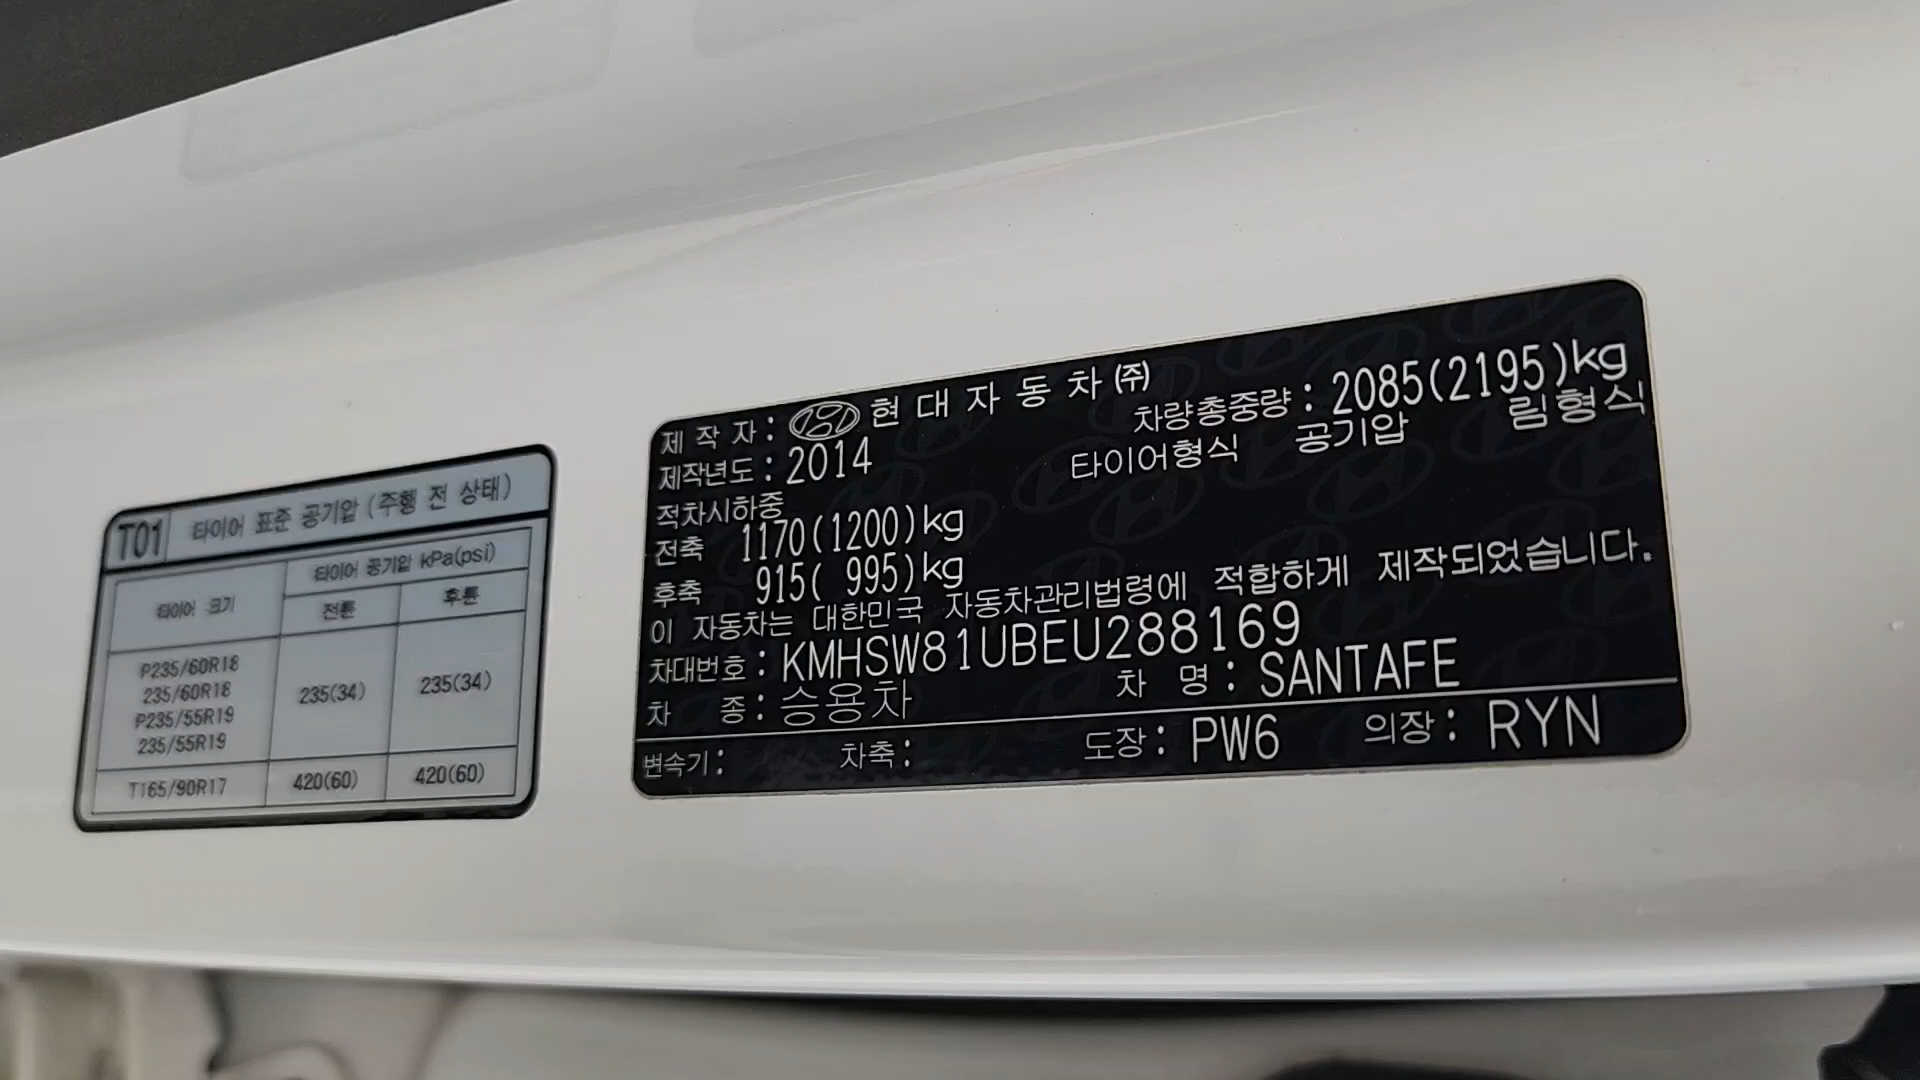 T01 타이어 표준 공기압 (주행 전 상태)
타이어 크기
타이어 공기압 kPa(psi)
전륜 후륜
P235/60R18
235/60R18
P235/55R19
235/55R19
235(34) 235(34)
T165/90R17 420(60) 420(60)
제 작 자 : 현 대 자 동 차 ㈜
제작년도 : 2014 차량총중량 : 2085(2195)kg
적차시하중 타이어형식 공기압 림형식
전축 1170(1200)kg
후축 915( 995)kg
이 자동차는 대한민국 자동차관리법령에 적합하게 제작되었습니다.
차대번호 : KMHSW81UBEU288169
차 종 : 승용차 차 명 : SANTAFE
변속기 : 차축 : 도장 : PW6 의장 : RYN